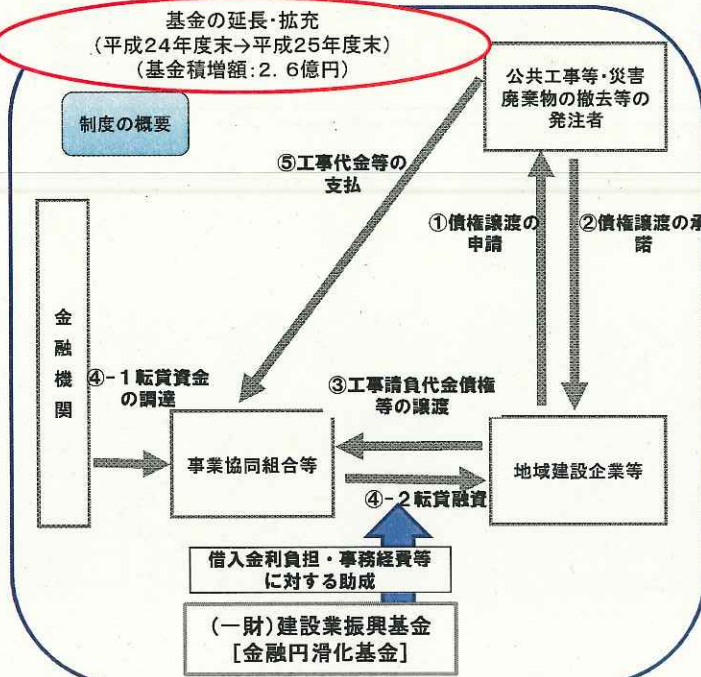 基金の延長・拡充
(平成24年度末→平成25年度末)
(基金積増額:2.6億円)
制度の概要
公共工事等・災害
廃棄物の撤去等の
発注者
⑤工事代金等の
支払
①債権譲渡の
申請
②債権譲渡の承
諾
金融機関
④-1転貸資金
の調達
③工事請負代金債権
等の譲渡
事業協同組合等
地域建設企業等
④-2転貸融資
借入金利負担・事務経費等
に対する助成
(一財)建設業振興基金
[金融円滑化基金]